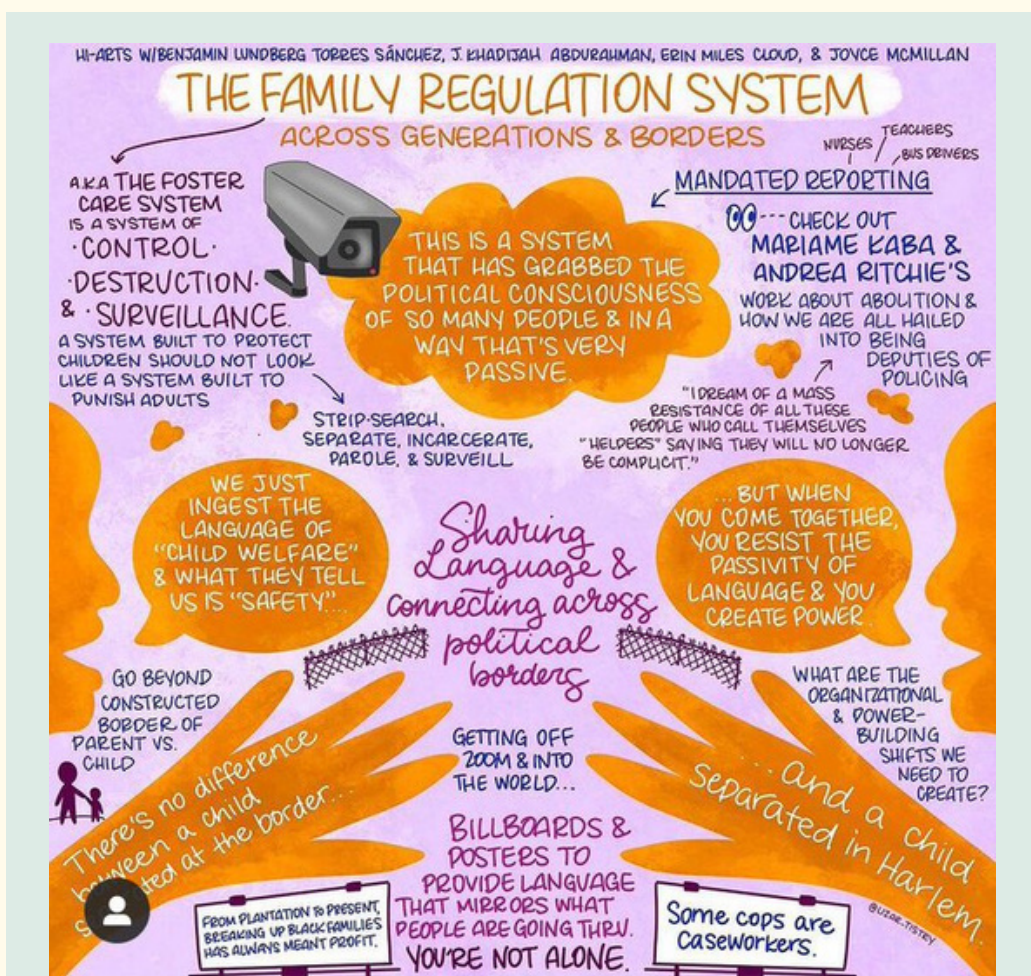 HI-ARTS W/BENJAMIN LUNDBERG TORRES SÁNCHEZ, J. KHADIJAH ABDURAHMAN, ERIN MILES CLOUD, & JOYCE MCMILLAN
THE FAMILY REGULATION SYSTEM
ACROSS GENERATIONS & BORDERS
A.K.A THE FOSTER
CARE SYSTEM
IS A SYSTEM OF
·CONTROL·
·DESTRUCTION·
& ·SURVEILLANCE.
A SYSTEM BUILT TO PROTECT
CHILDREN SHOULD NOT LOOK
LIKE A SYSTEM BUILT TO
PUNISH ADULTS
STRIP-SEARCH,
SEPARATE, INCARCERATE,
PAROLE, & SURVEILL
THIS IS A SYSTEM
THAT HAS GRABBED THE
POLITICAL CONSCIOUSNESS
OF SO MANY PEOPLE & IN A
WAY THAT'S VERY
PASSIVE.
NURSES
TEACHERS
BUS DRIVERS
MANDATED REPORTING
CHECK OUT
MARIAME KABA &
ANDREA RITCHIE'S
WORK ABOUT ABOLITION &
HOW WE ARE ALL HAILED
INTO BEING
DEPUTIES OF
POLICING
"I DREAM OF A MASS
RESISTANCE OF ALL THESE
PEOPLE WHO CALL THEMSELVES
"HELDERS" SAYING THEY WILL NO LONGER
BE COMPLICIT."
WE JUST
INGEST THE
LANGUAGE OF
"CHILD WELFARE"
& WHAT THEY TELL
US IS "SAFETY"...
Sharing
Language &
connecting across
political
borders
... BUT WHEN
YOU COME TOGETHER,
YOU RESIST THE
PASSIVITY OF
LANGUAGE & YOU
CREATE POWER
GO BEYOND
CONSTRUCTED
BORDER OF
PARENT VS.
CHILD
There's no difference
between a child
at the border...
GETTING OFF
ZOOM & INTO
THE WORLD...
WHAT ARE THE
ORGANIZATIONAL
& POWER-
BUILDING
SHIFTS WE
NEED TO
CREATE?
... and a child
separated in Harlem.
BILLBOARDS &
POSTERS TO
PROVIDE LANGUAGE
THAT MIRRORS WHAT
PEOPLE ARE GOING THRU.
YOU'RE NOT ALONE.
FROM PLANTATION TO PRESENT,
BREAKING UP BLACK FAMILIES
HAS ALWAYS MEANT PROFIT.
Some cops are
caseworkers.
@LIZAR_TISTRY